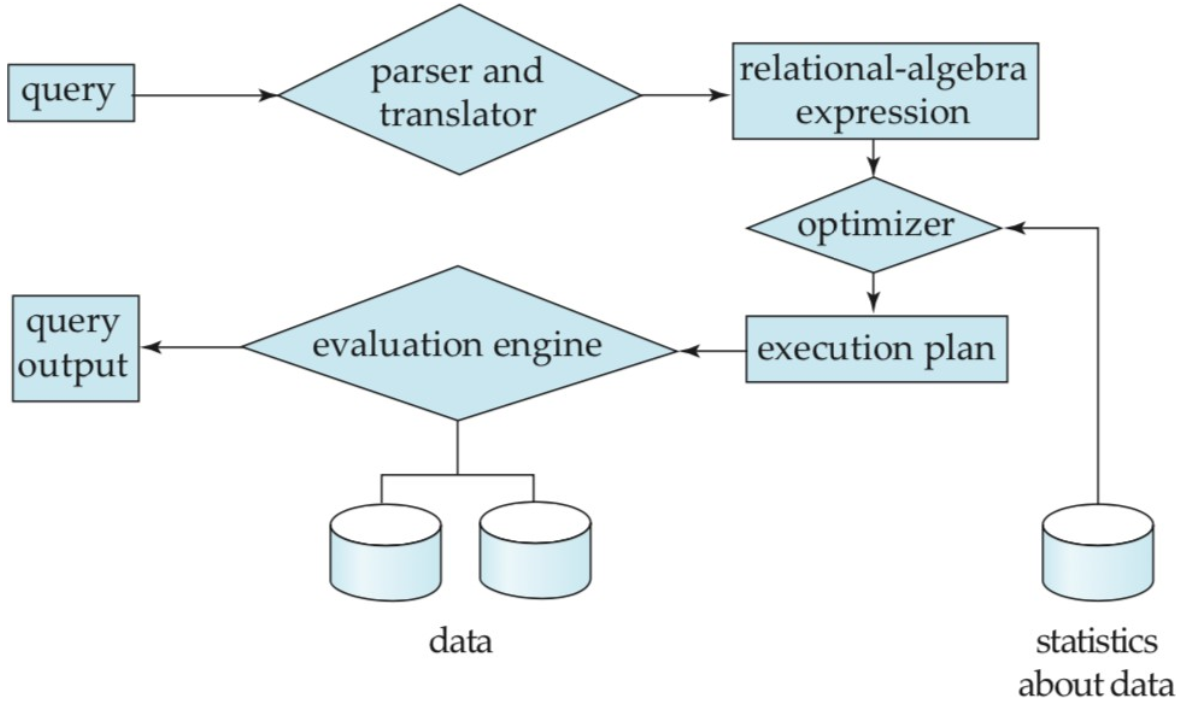 query
parser and
translator
relational-algebra
expression
optimizer
execution plan
evaluation engine
query
output
data
statistics
about data